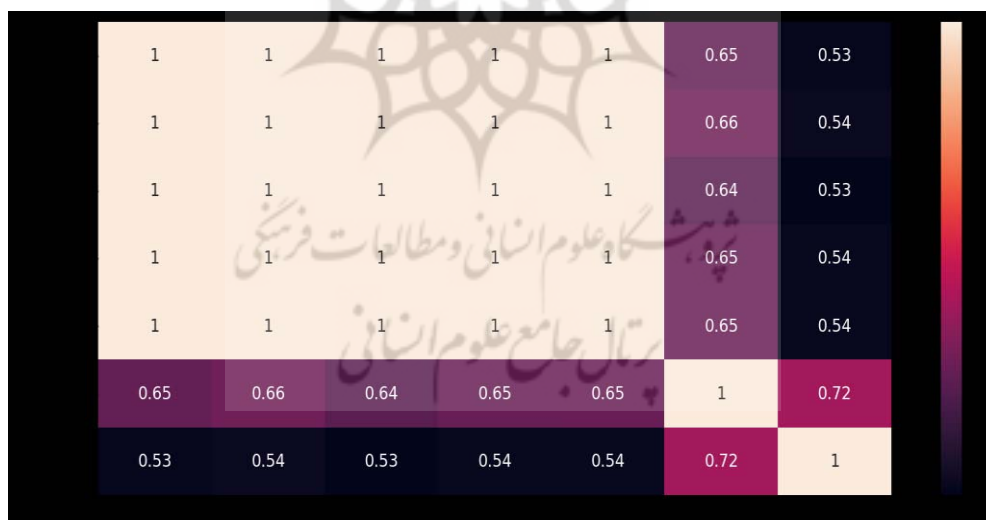 1 1 1 1 1 0.65 0.53
1 1 1 1 1 0.66 0.54
1 1 1 1 1 0.64 0.53
پژوهشگاه علوم انسانی و مطالعات فرهنگی
1 1 1 1 1 0.65 0.54
1 1 1 1 1 0.65 0.54
پرتال جامع علوم انسانی
0.65 0.66 0.64 0.65 0.65 1 0.72
0.53 0.54 0.53 0.54 0.54 0.72 1